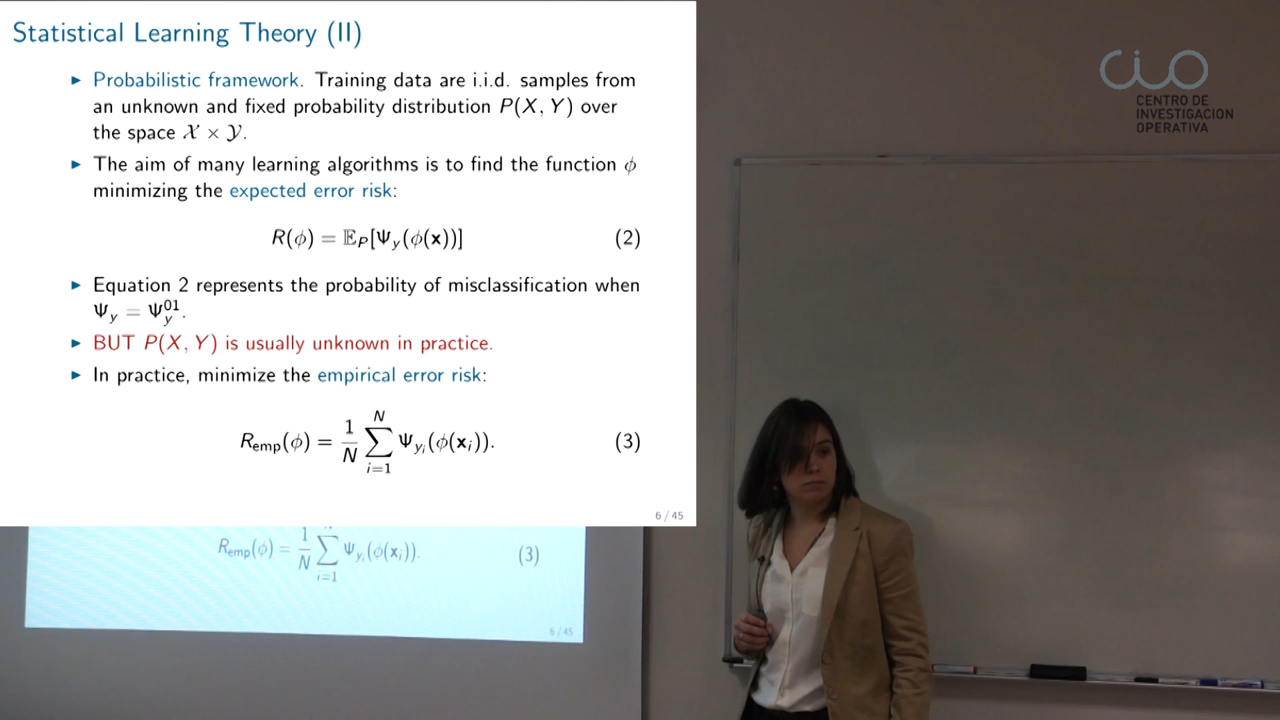 Statistical Learning Theory (II)
▶ Probabilistic framework. Training data are i.i.d. samples from
an unknown and fixed probability distribution P(X, Y) over
the space 𝒳 × 𝒴.
▶ The aim of many learning algorithms is to find the function ϕ
minimizing the expected error risk:
R(ϕ) = 𝔼_P[Ψ_y(ϕ(𝐱))] (2)
▶ Equation 2 represents the probability of misclassification when
Ψ_y = Ψ_y^01.
▶ BUT P(X, Y) is usually unknown in practice.
▶ In practice, minimize the empirical error risk:
R_emp(ϕ) = 1/N ∑_{i=1}^{N} Ψ_{y_i}(ϕ(𝐱_i)). (3)
6 / 45
R_emp(ϕ) = 1/N ∑_{i=1} Ψ_{y_i}(ϕ(𝐱_i)). (3)
6 / 45
CIO
CENTRO DE
INVESTIGACION
OPERATIVA